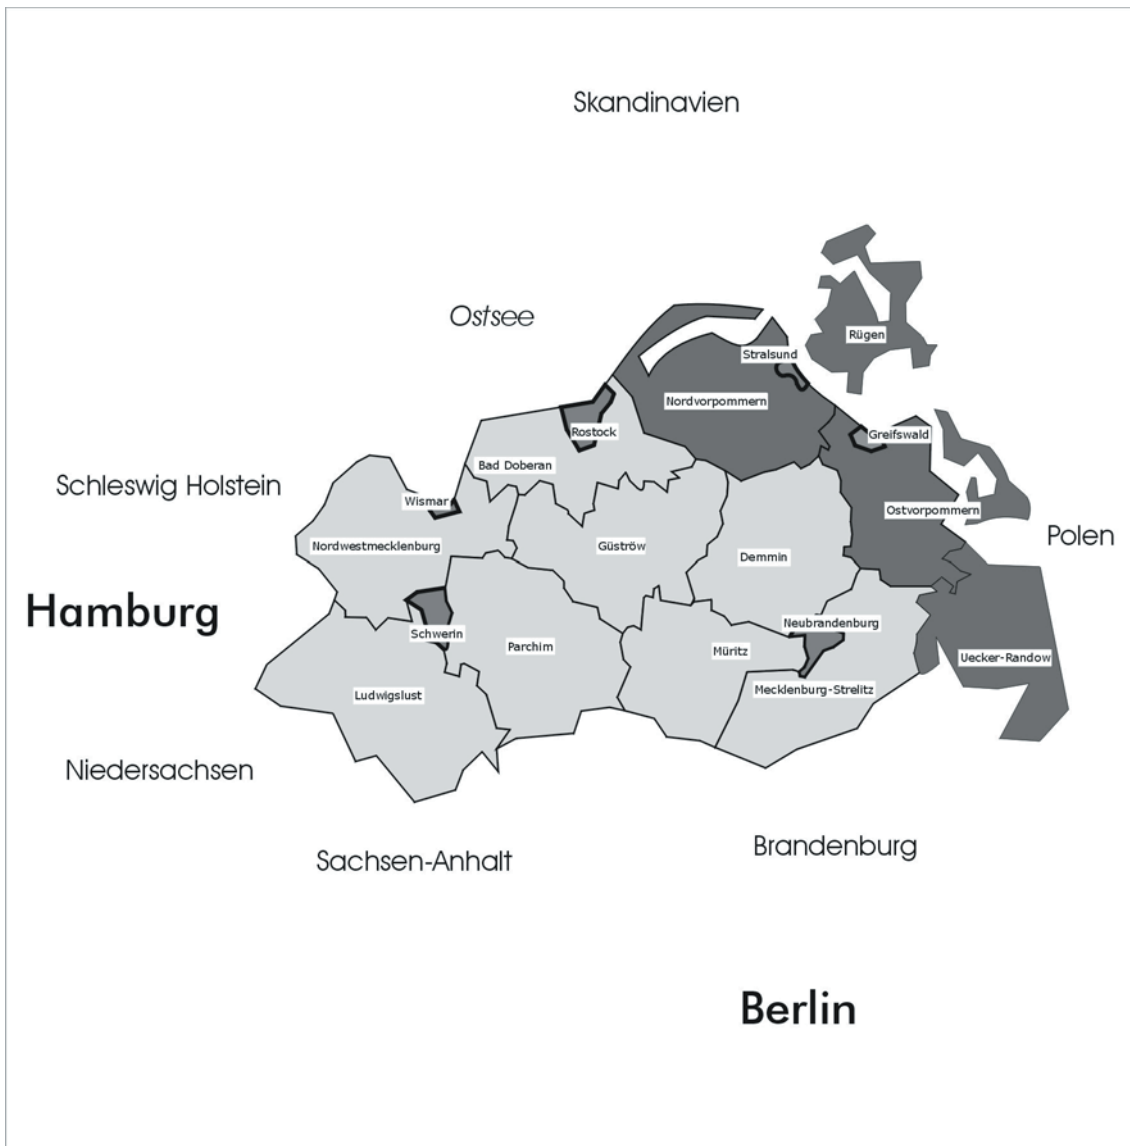 Skandinavien
Ostsee
Rügen
Stralsund
Nordvorpommern
Rostock
Greifswald
Bad Doberan
Schleswig Holstein
Wismar
Ostvorpommern
Polen
Nordwestmecklenburg
Güströw
Demmin
Hamburg
Schwerin
Neubrandenburg
Parchim
Müritz
Uecker-Randow
Ludwigslust
Mecklenburg-Strelitz
Niedersachsen
Sachsen-Anhalt
Brandenburg
Berlin